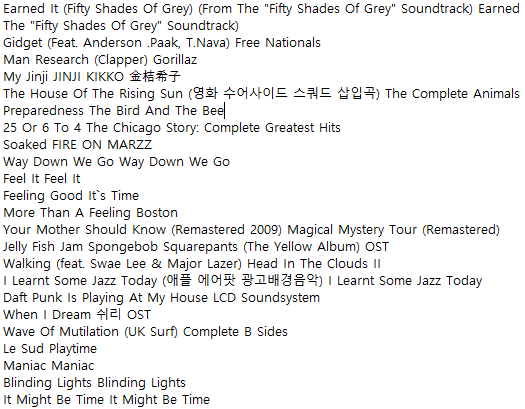 Earned It (Fifty Shades Of Grey) (From The "Fifty Shades Of Grey" Soundtrack) Earned
The "Fifty Shades Of Grey" Soundtrack)
Gidget (Feat. Anderson .Paak, T.Nava) Free Nationals
Man Research (Clapper) Gorillaz
My Jinji JINJI KIKKO 金桔希子
The House Of The Rising Sun (영화 수어사이드 스쿼드 삽입곡) The Complete Animals
Preparedness The Bird And The Bee
25 Or 6 To 4 The Chicago Story: Complete Greatest Hits
Soaked FIRE ON MARZZ
Way Down We Go Way Down We Go
Feel It Feel It
Feeling Good It`s Time
More Than A Feeling Boston
Your Mother Should Know (Remastered 2009) Magical Mystery Tour (Remastered)
Jelly Fish Jam Spongebob Squarepants (The Yellow Album) OST
Walking (feat. Swae Lee & Major Lazer) Head In The Clouds II
I Learnt Some Jazz Today (애플 에어팟 광고배경음악) I Learnt Some Jazz Today
Daft Punk Is Playing At My House LCD Soundsystem
When I Dream 쉬리 OST
Wave Of Mutilation (UK Surf) Complete B Sides
Le Sud Playtime
Maniac Maniac
Blinding Lights Blinding Lights
It Might Be Time It Might Be Time